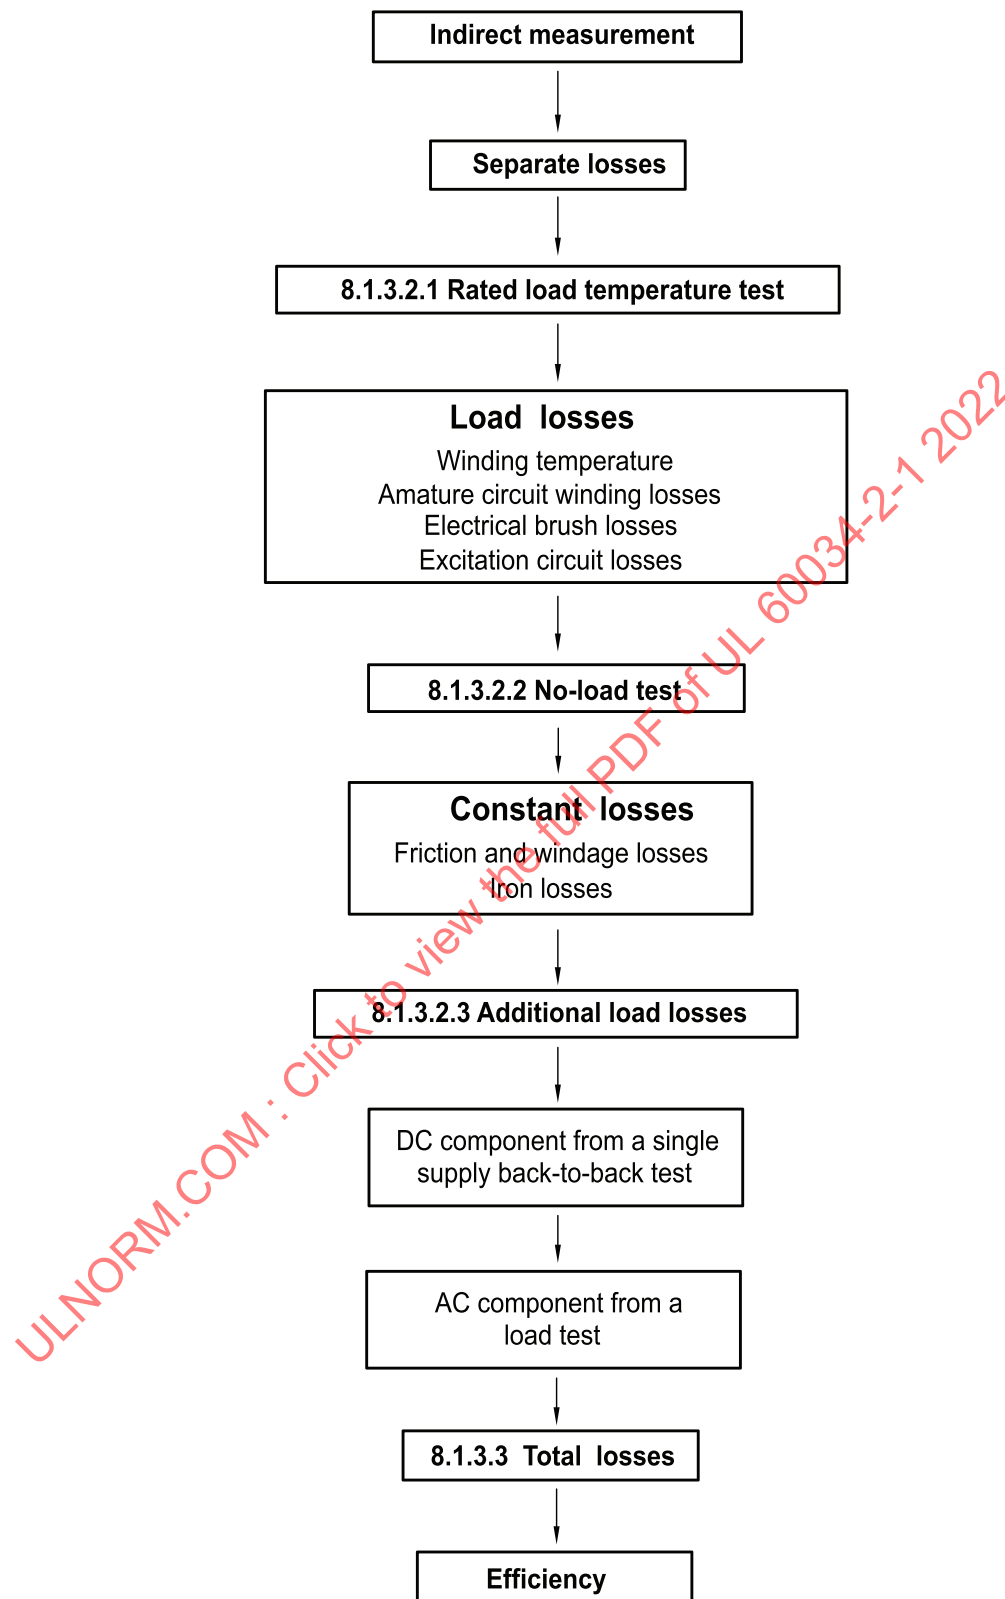 Indirect measurement
Separate losses
8.1.3.2.1 Rated load temperature test
Load losses
Winding temperature
Amature circuit winding losses
Electrical brush losses
Excitation circuit losses
8.1.3.2.2 No-load test
Constant losses
Friction and windage losses
Iron losses
8.1.3.2.3 Additional load losses
DC component from a single
supply back-to-back test
AC component from a
load test
8.1.3.3 Total losses
Efficiency
ULNORM.COM : Click to view the full PDF of UL 60034-2-1 2022